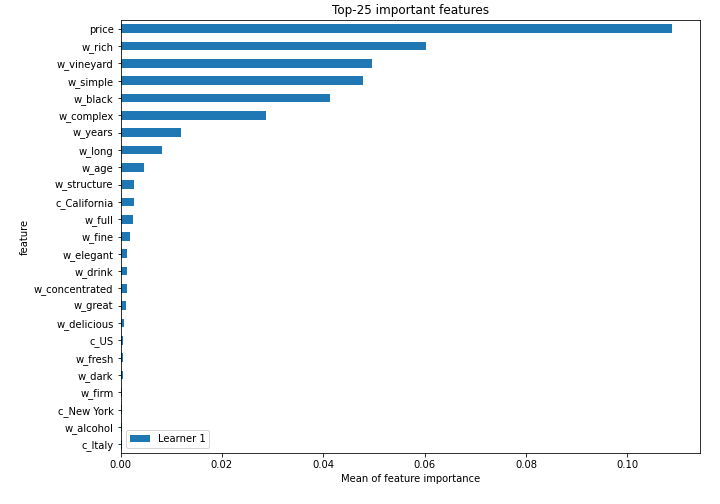 Top-25 important features
price
w_rich
w_vineyard
w_simple
w_black
w_complex
w_years
w_long
w_age
w_structure
c_California
w_full
w_fine
w_elegant
w_drink
w_concentrated
w_great
w_delicious
c_US
w_fresh
w_dark
w_firm
c_New York
w_alcohol
c_Italy
feature
Learner 1
0.00 0.02 0.04 0.06 0.08 0.10
Mean of feature importance